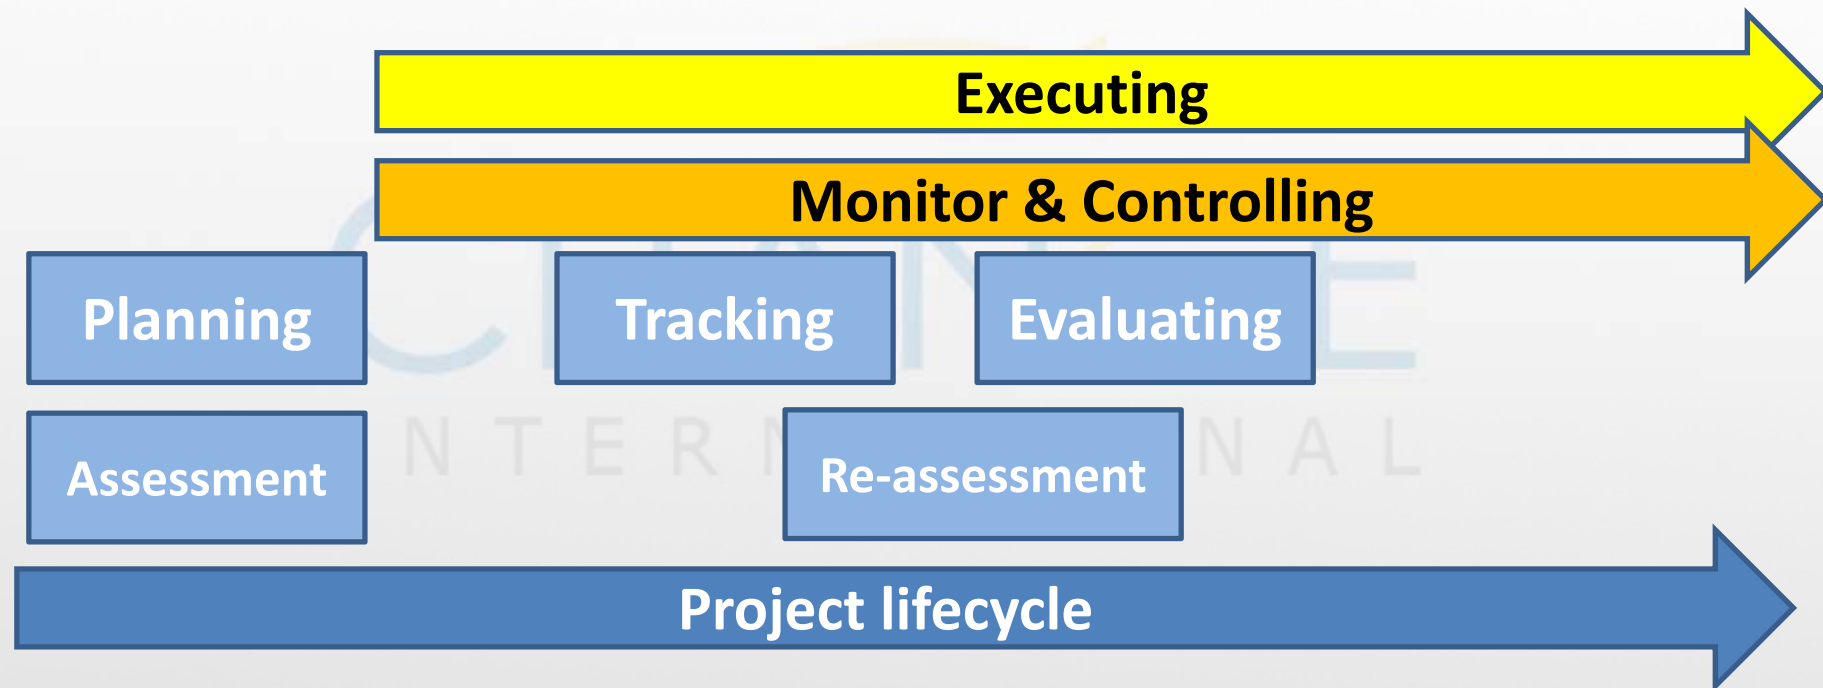 Executing
Monitor & Controlling
Planning
Tracking
Evaluating
Assessment
Re-assessment
Project lifecycle